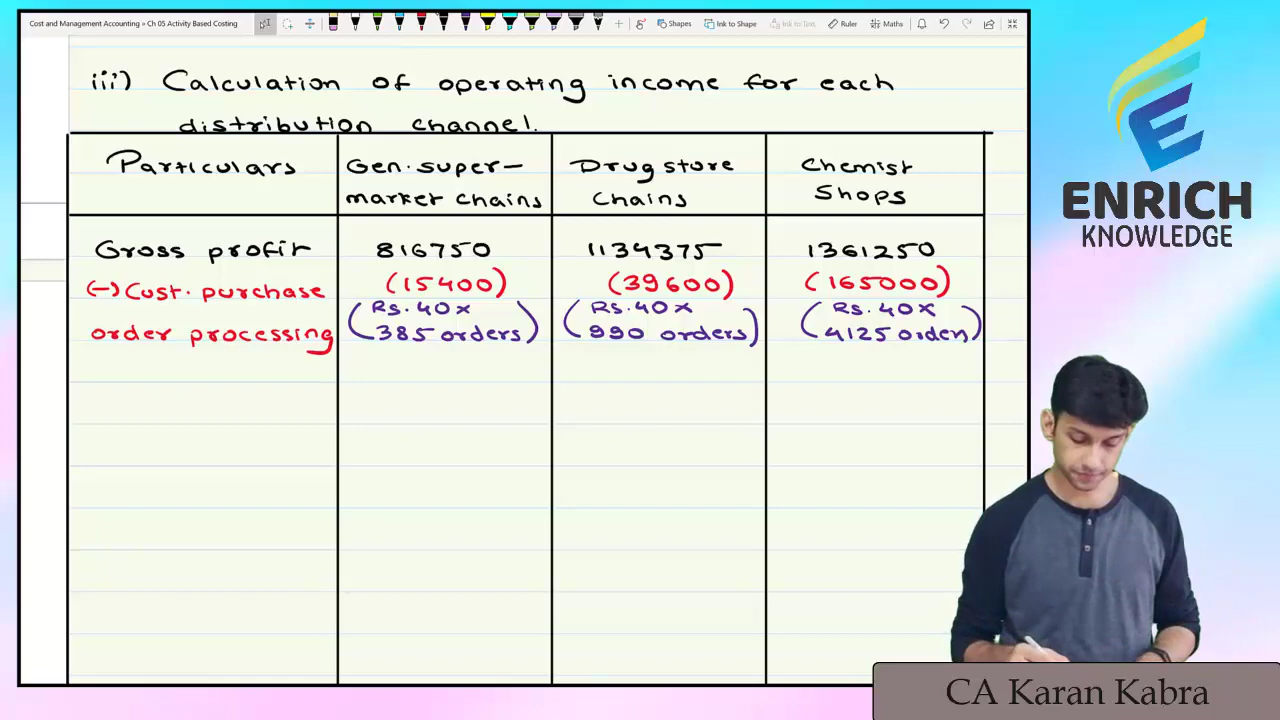 Cost and Management Accounting » Ch 05 Activity Based Costing
Shapes
Ink to Shape
Ink to Text
Ruler
Maths
iii) Calculation of operating income for each
distribution channel.
Particulars
Gen. super-
market chains
Drug store
Chains
Chemist
Shops
Gross profit 816750 1134375 1361250
(-) Cust. purchase (15400) (39600) (165000)
order processing
(Rs. 40 x
385 orders)
(Rs. 40 x
990 orders)
(Rs. 40 x
4125 orders)
ENRICH
KNOWLEDGE
CA Karan Kabra